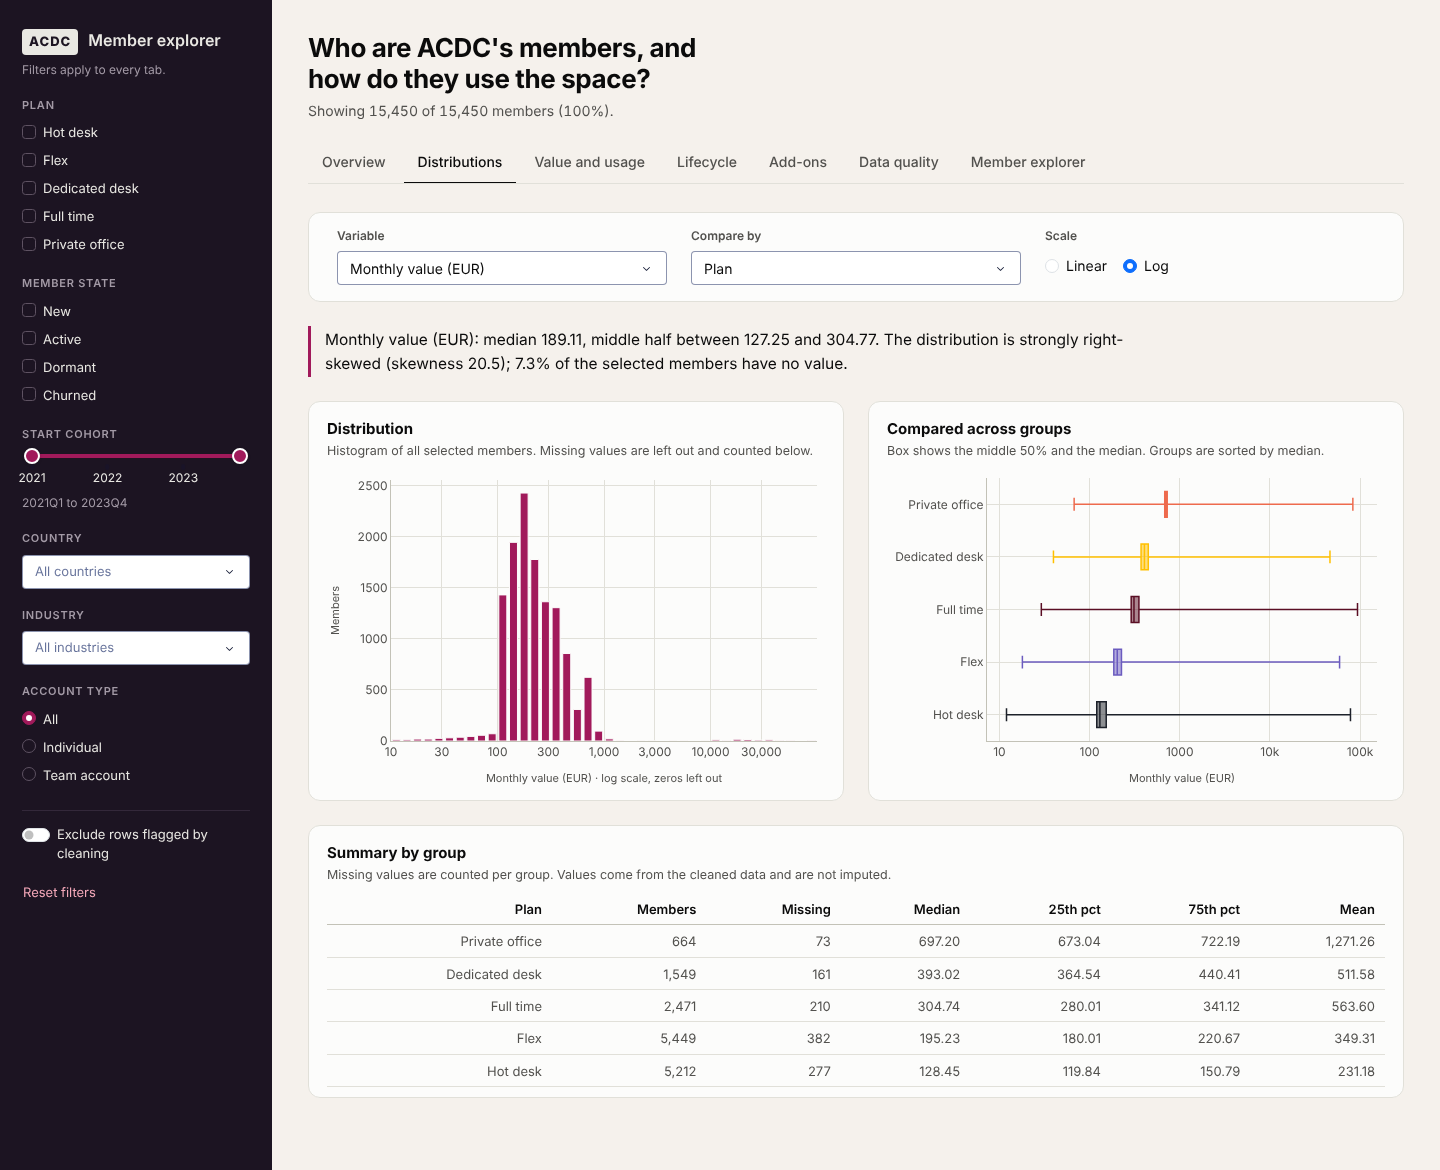 ACDC Member explorer
Filters apply to every tab.
PLAN
Hot desk
Flex
Dedicated desk
Full time
Private office
MEMBER STATE
New
Active
Dormant
Churned
START COHORT
2021 2022 2023
2021Q1 to 2023Q4
COUNTRY
All countries
INDUSTRY
All industries
ACCOUNT TYPE
All
Individual
Team account
Exclude rows flagged by
cleaning
Reset filters
Who are ACDC's members, and
how do they use the space?
Showing 15,450 of 15,450 members (100%).
Overview Distributions Value and usage Lifecycle Add-ons Data quality Member explorer
Variable Compare by Scale
Monthly value (EUR) Plan Linear Log
Monthly value (EUR): median 189.11, middle half between 127.25 and 304.77. The distribution is strongly right-
skewed (skewness 20.5); 7.3% of the selected members have no value.
Distribution
Histogram of all selected members. Missing values are left out and counted below.
Members
2500
2000
1500
1000
500
0
10 30 100 300 1,000 3,000 10,000 30,000
Monthly value (EUR) · log scale, zeros left out
Compared across groups
Box shows the middle 50% and the median. Groups are sorted by median.
Private office
Dedicated desk
Full time
Flex
Hot desk
10 100 1000 10k 100k
Monthly value (EUR)
Summary by group
Missing values are counted per group. Values come from the cleaned data and are not imputed.
Plan Members Missing Median 25th pct 75th pct Mean
Private office 664 73 697.20 673.04 722.19 1,271.26
Dedicated desk 1,549 161 393.02 364.54 440.41 511.58
Full time 2,471 210 304.74 280.01 341.12 563.60
Flex 5,449 382 195.23 180.01 220.67 349.31
Hot desk 5,212 277 128.45 119.84 150.79 231.18